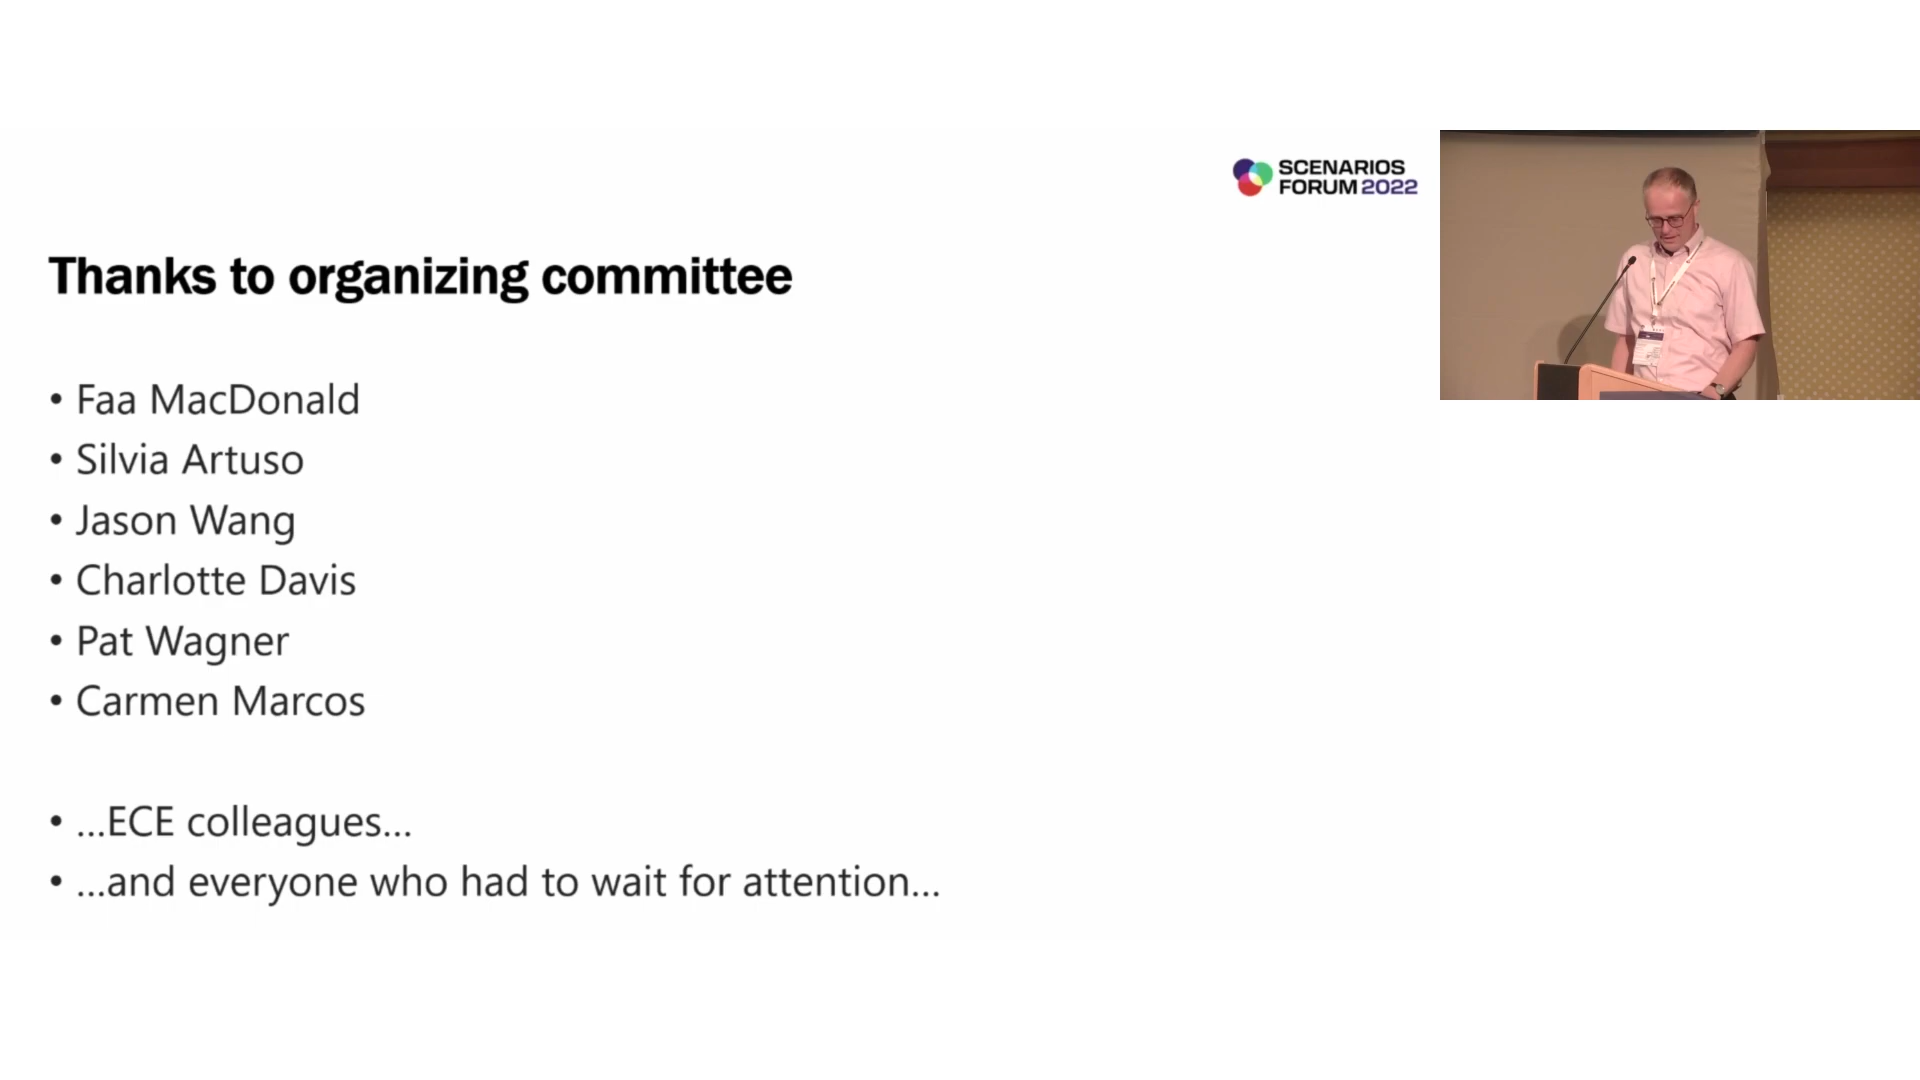 SCENARIOS
FORUM 2022
Thanks to organizing committee
• Faa MacDonald
• Silvia Artuso
• Jason Wang
• Charlotte Davis
• Pat Wagner
• Carmen Marcos
• ...ECE colleagues...
• ...and everyone who had to wait for attention...